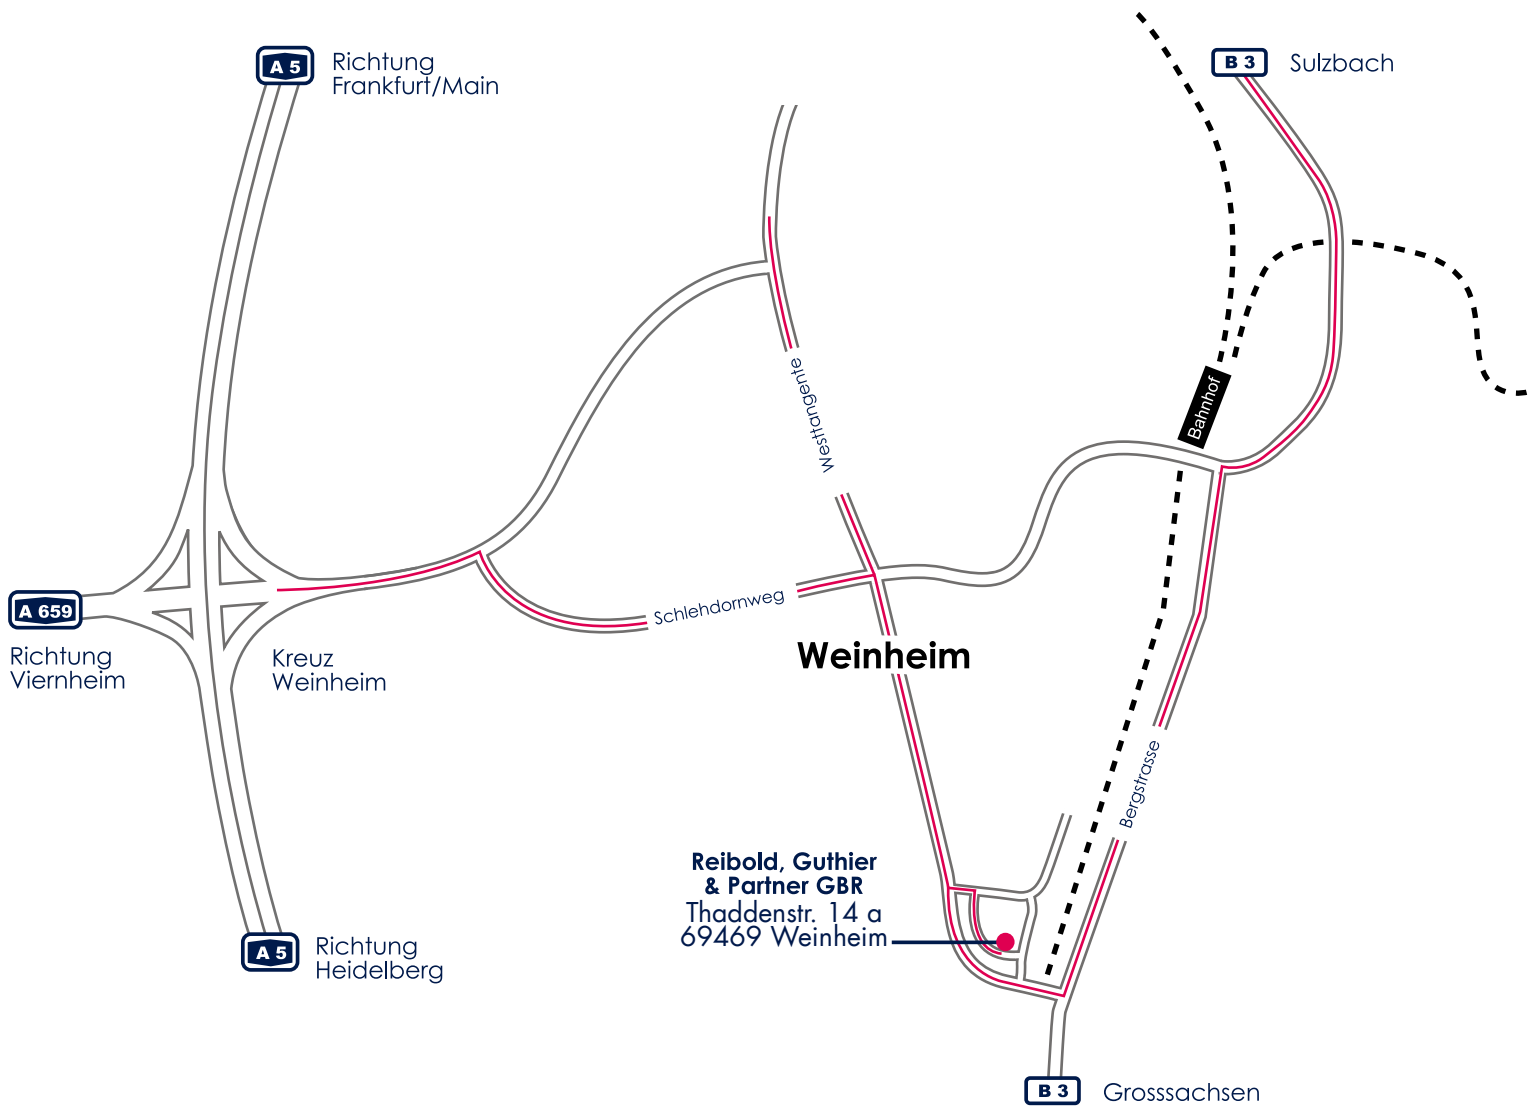 A 5
Richtung
Frankfurt/Main
B 3
Sulzbach
Westtangente
Bahnhof
A 659
Richtung
Viernheim
Kreuz
Weinheim
Schlehdornweg
Weinheim
Bergstrasse
Reibold, Guthier
& Partner GBR
Thaddenstr. 14 a
69469 Weinheim
A 5
Richtung
Heidelberg
B 3
Grosssachsen